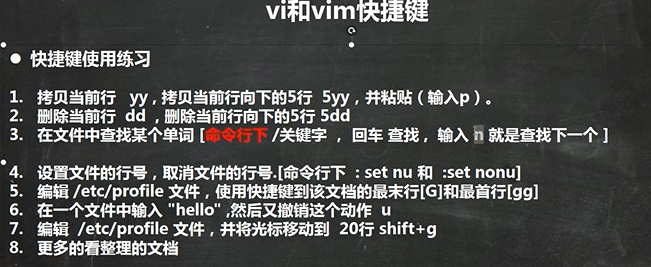 vi和vim快捷键
● 快捷键使用练习
1. 拷贝当前行 yy , 拷贝当前行向下的5行 5yy，并粘贴（输入p）。
2. 删除当前行 dd , 删除当前行向下的5行 5dd
3. 在文件中查找某个单词 [命令行下 /关键字 ， 回车 查找 ,  输入 n 就是查找下一个 ]
4. 设置文件的行号，取消文件的行号.[命令行下 : set nu 和 :set nonu]
5. 编辑 /etc/profile 文件，使用快捷键到该文档的最末行[G]和最首行[gg]
6. 在一个文件中输入 "hello" ,然后又撤销这个动作 u
7. 编辑 /etc/profile 文件，并将光标移动到 20行 shift+g
8. 更多的看整理的文档